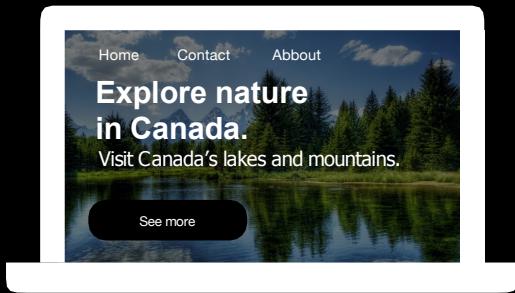 Home Contact Abbout
Explore nature
in Canada.
Visit Canada’s lakes and mountains.
See more